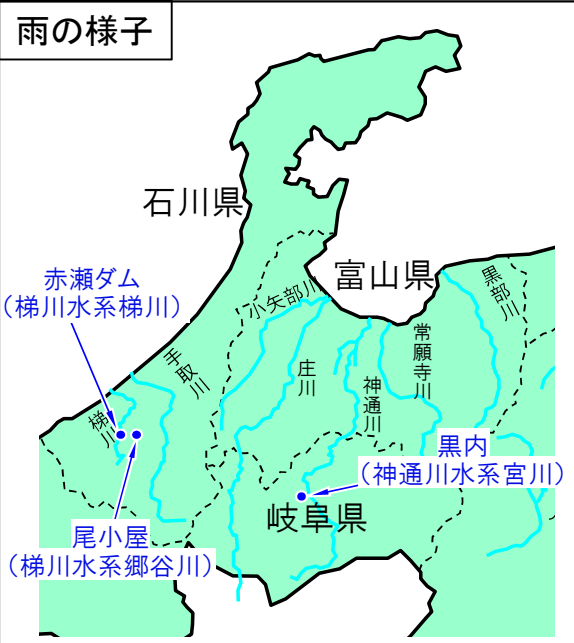 雨の様子
石川県
富山県
赤瀬ダム
（梯川水系梯川）
小矢部川
黒部川
手取川
庄川
常願寺川
神通川
梯川
黒内
（神通川水系宮川）
岐阜県
尾小屋
（梯川水系郷谷川）